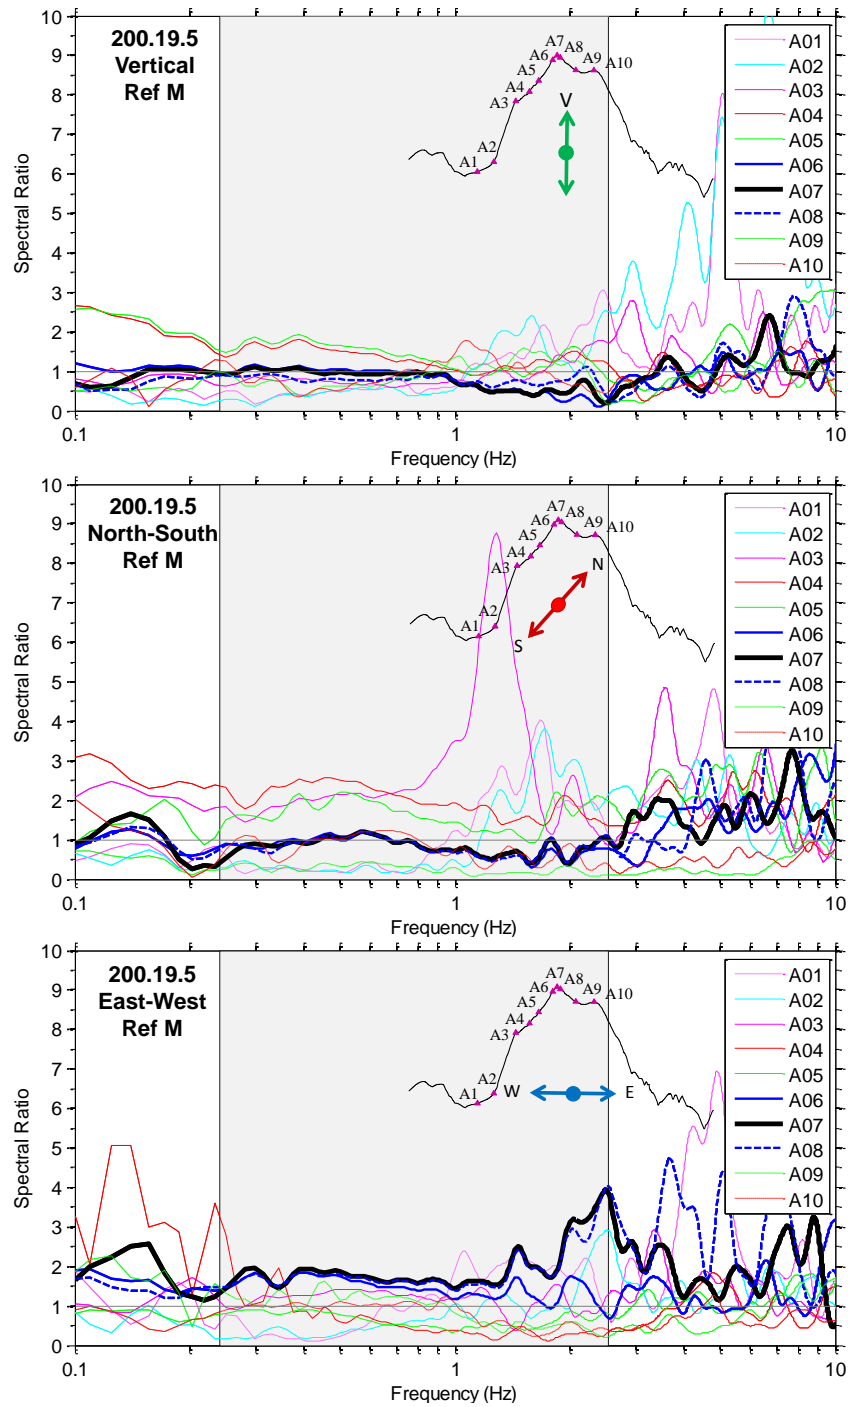 200.19.5
Vertical
Ref M
Spectral Ratio
10
9
8
7
6
5
4
3
2
1
0
0.1
1
10
Frequency (Hz)
A1
A2
A3
A4
A5
A6
A7
A8
A9
A10
V
A01
A02
A03
A04
A05
A06
A07
A08
A09
A10
200.19.5
North-South
Ref M
Spectral Ratio
10
9
8
7
6
5
4
3
2
1
0
0.1
1
10
Frequency (Hz)
A1
A2
A3
A4
A5
A6
A7
A8
A9
A10
N
S
A01
A02
A03
A04
A05
A06
A07
A08
A09
A10
200.19.5
East-West
Ref M
Spectral Ratio
10
9
8
7
6
5
4
3
2
1
0
0.1
1
10
Frequency (Hz)
A1
A2
A3
A4
A5
A6
A7
A8
A9
A10
W
E
A01
A02
A03
A04
A05
A06
A07
A08
A09
A10